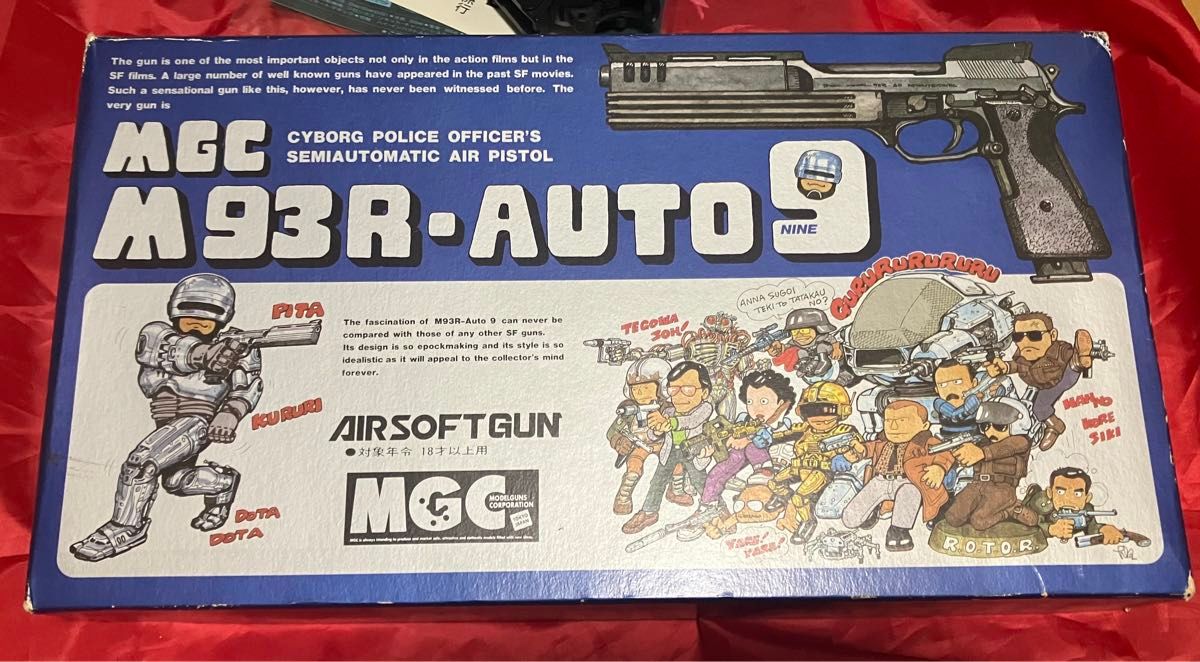 The gun is one of the most important objects not only in the action films but in the
SF films. A large number of well known guns have appeared in the past SF movies.
Such a sensational gun like this, however, has never been witnessed before. The
very gun is
MGC
CYBORG POLICE OFFICER'S
SEMIAUTOMATIC AIR PISTOL
M93R-AUTO 9
NINE
PITA
KURURI
DOTA
DOTA
The fascination of M93R-Auto 9 can never be
compared with those of any other SF guns.
Its design is so epockmaking and its style is so
idealistic as it will appeal to the collector's mind
forever.
AIRSOFTGUN
●対象年令 18才以上用
MGC
MODELGUNS
CORPORATION
TOKYO
JAPAN
TEGOWA
ZOH!
ANNA SUGOI
TEKI TO TATAKAU
NO?
GURURURURURU
YARE!
YARE!
R.O.T.O.R.